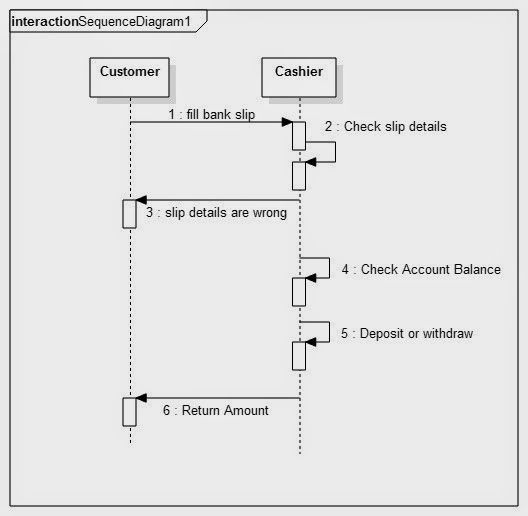 interactionSequenceDiagram1
Customer
Cashier
1 : fill bank slip
2 : Check slip details
3 : slip details are wrong
4 : Check Account Balance
5 : Deposit or withdraw
6 : Return Amount